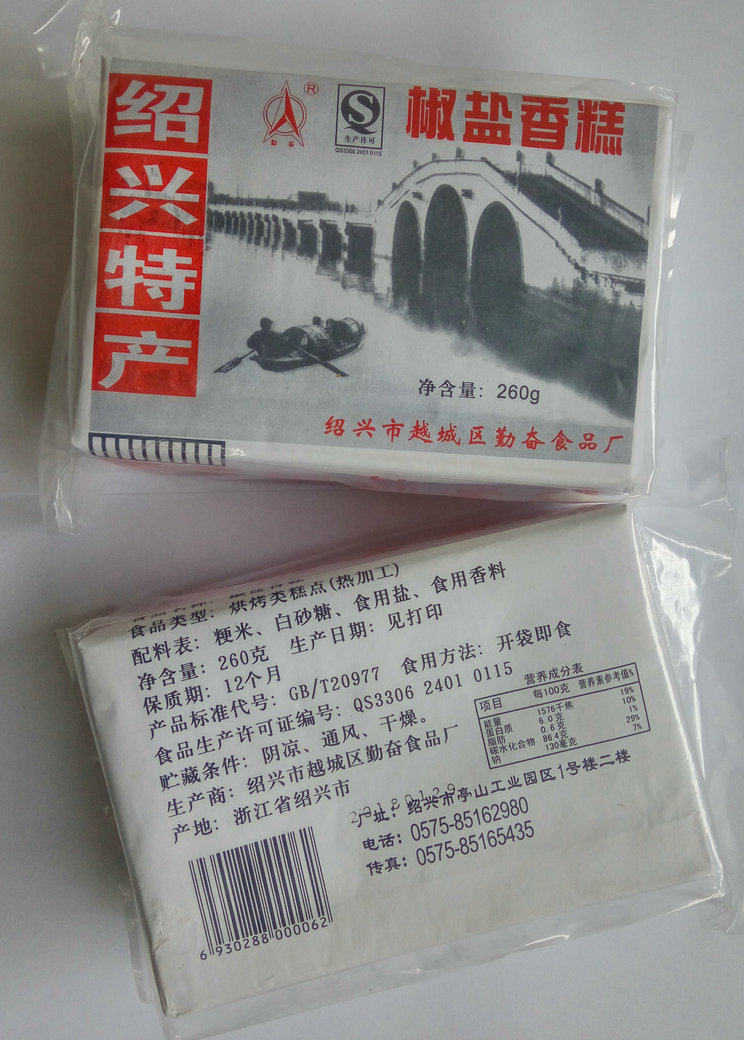 绍兴特产
®
勤奋
生产许可
QS3306 2401 0115
椒盐香糕
净含量：260g
绍兴市越城区勤奋食品厂
食品类型：烘烤类糕点(热加工)
配料表：粳米、白砂糖、食用盐、食用香料
净含量：260克 生产日期：见打印
保质期：12个月
产品标准代号：GB/T20977 食用方法：开袋即食
食品生产许可证编号：QS3306 2401 0115
贮藏条件：阴凉、通风、干燥。
生产商：绍兴市越城区勤奋食品厂
产地：浙江省绍兴市
营养成分表
项目 每100克 营养素参考值%
能量 1576千焦 19%
蛋白质 6.0克 10%
脂肪 0.6克 1%
碳水化合物 86.4克 29%
钠 130毫克 7%
厂址：绍兴市亭山工业园区1号楼二楼
电话：0575-85162980
传真：0575-85165435
6 930288 000062